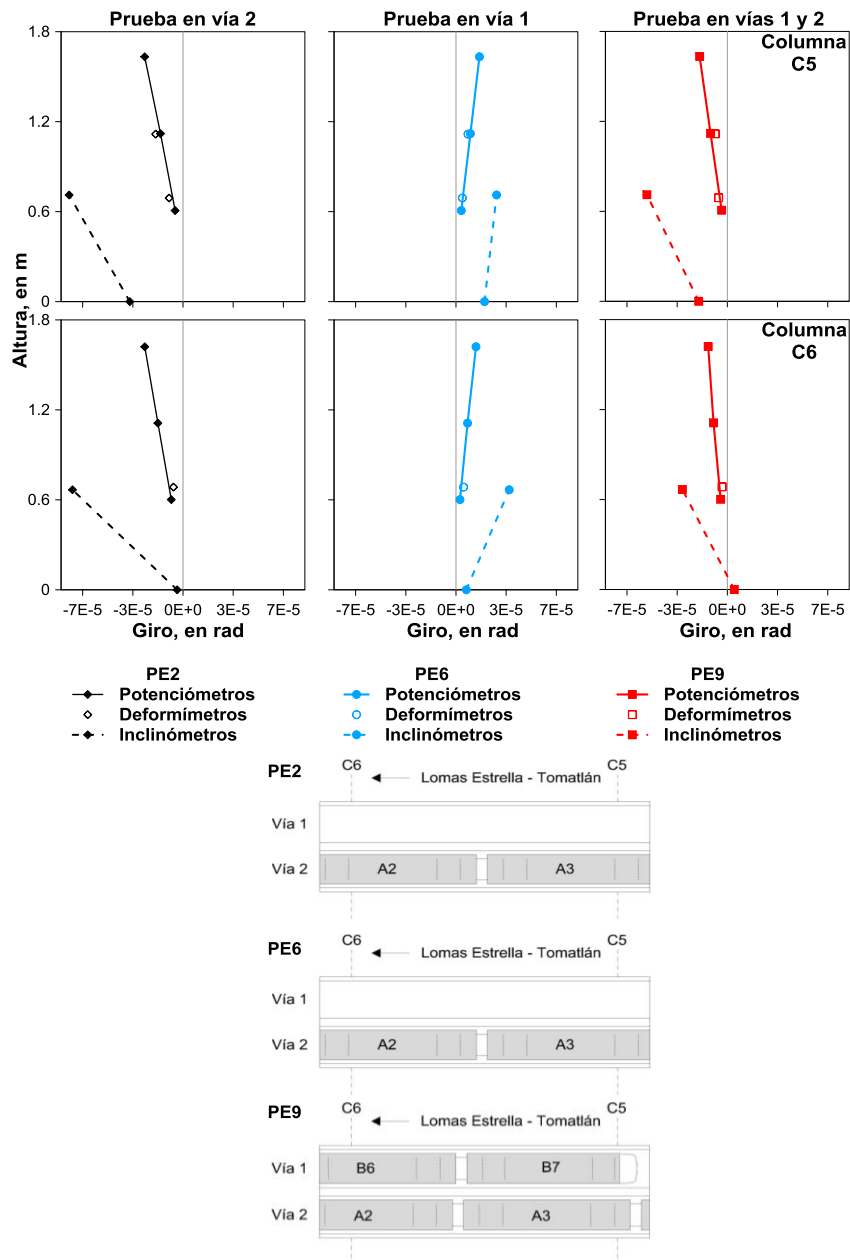 Prueba en vía 2
Prueba en vía 1
Prueba en vías 1 y 2
Altura, en m
1.8
1.2
0.6
0
Columna
C5
1.8
1.2
0.6
0
Columna
C6
-7E-5 -3E-5 0E+0 3E-5 7E-5
-7E-5 -3E-5 0E+0 3E-5 7E-5
-7E-5 -3E-5 0E+0 3E-5 7E-5
Giro, en rad
Giro, en rad
Giro, en rad
PE2
Potenciómetros
Deformímetros
Inclinómetros
PE6
Potenciómetros
Deformímetros
Inclinómetros
PE9
Potenciómetros
Deformímetros
Inclinómetros
PE2
C6
Lomas Estrella - Tomatlán
C5
Vía 1
Vía 2
A2
A3
PE6
C6
Lomas Estrella - Tomatlán
C5
Vía 1
Vía 2
A2
A3
PE9
C6
Lomas Estrella - Tomatlán
C5
Vía 1
B6
B7
Vía 2
A2
A3